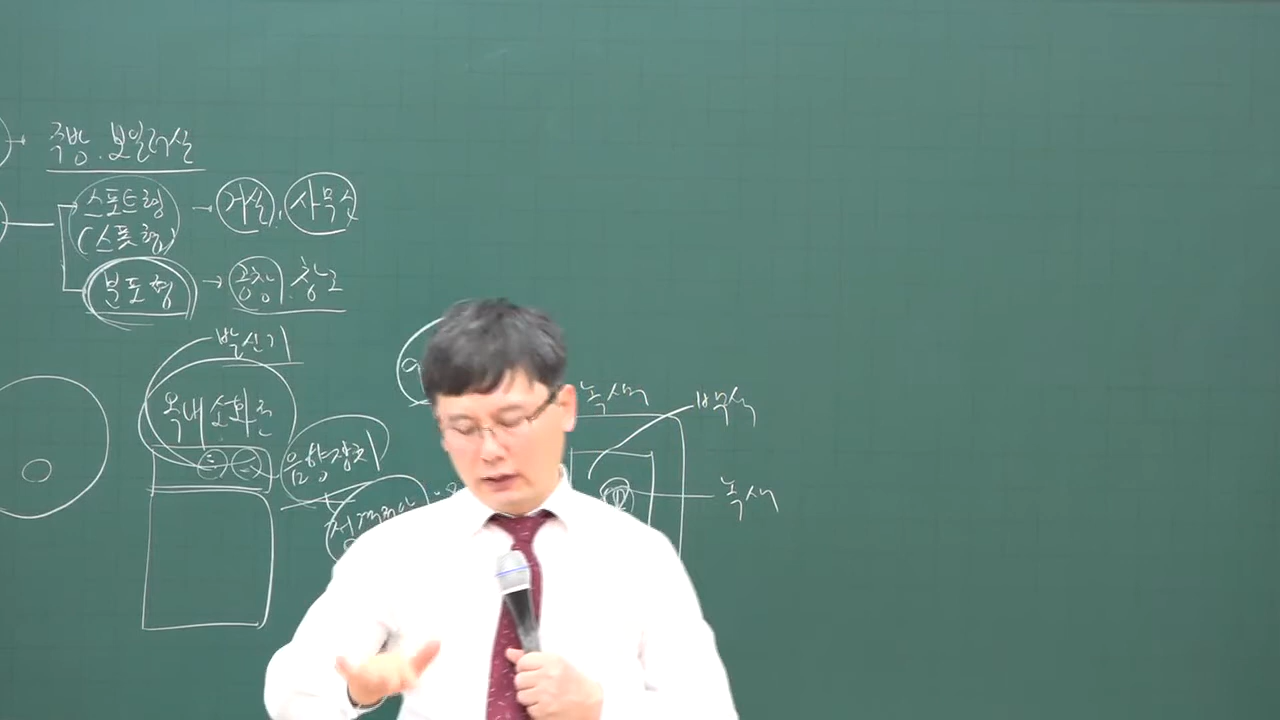 → 주방. 보일러실
스포트형 → 거실, 사무실
(스폿형)
분포형 → 공장. 창고
발신기
옥내소화전
음향장치
녹색
녹색